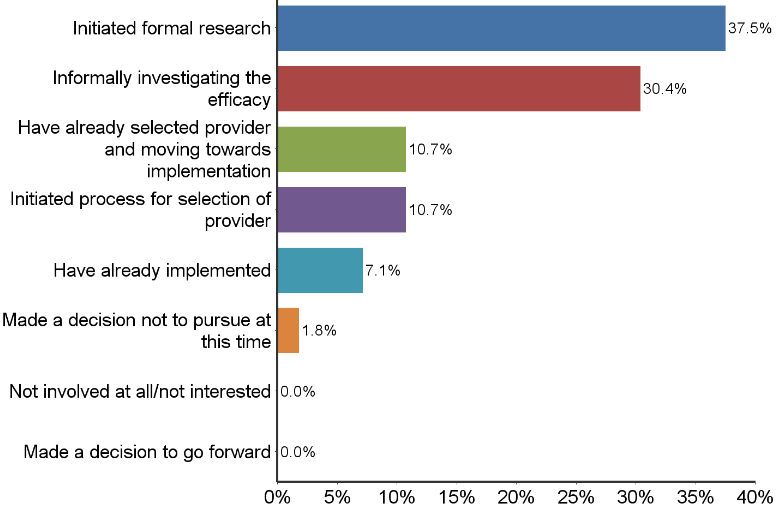 Initiated formal research
37.5%
Informally investigating the
efficacy
30.4%
Have already selected provider
and moving towards
implementation
10.7%
Initiated process for selection of
provider
10.7%
Have already implemented
7.1%
Made a decision not to pursue at
this time
1.8%
Not involved at all/not interested
0.0%
Made a decision to go forward
0.0%
0% 5% 10% 15% 20% 25% 30% 35% 40%